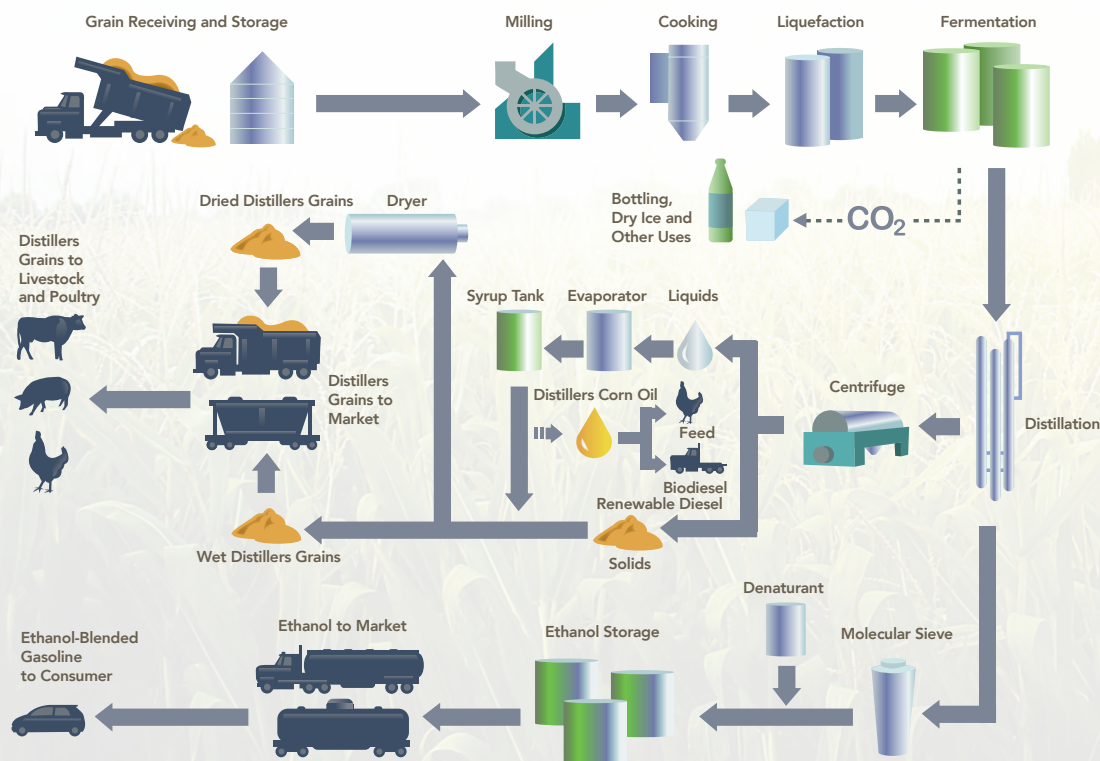 Grain Receiving and Storage
Milling
Cooking
Liquefaction
Fermentation
Bottling,
Dry Ice and
Other Uses
CO2
Dried Distillers Grains
Dryer
Distillers
Grains to
Livestock
and Poultry
Syrup Tank
Evaporator
Liquids
Distillers
Grains to
Market
Distillers Corn Oil
Feed
Biodiesel
Renewable Diesel
Centrifuge
Distillation
Wet Distillers Grains
Solids
Denaturant
Molecular Sieve
Ethanol Storage
Ethanol to Market
Ethanol-Blended
Gasoline
to Consumer